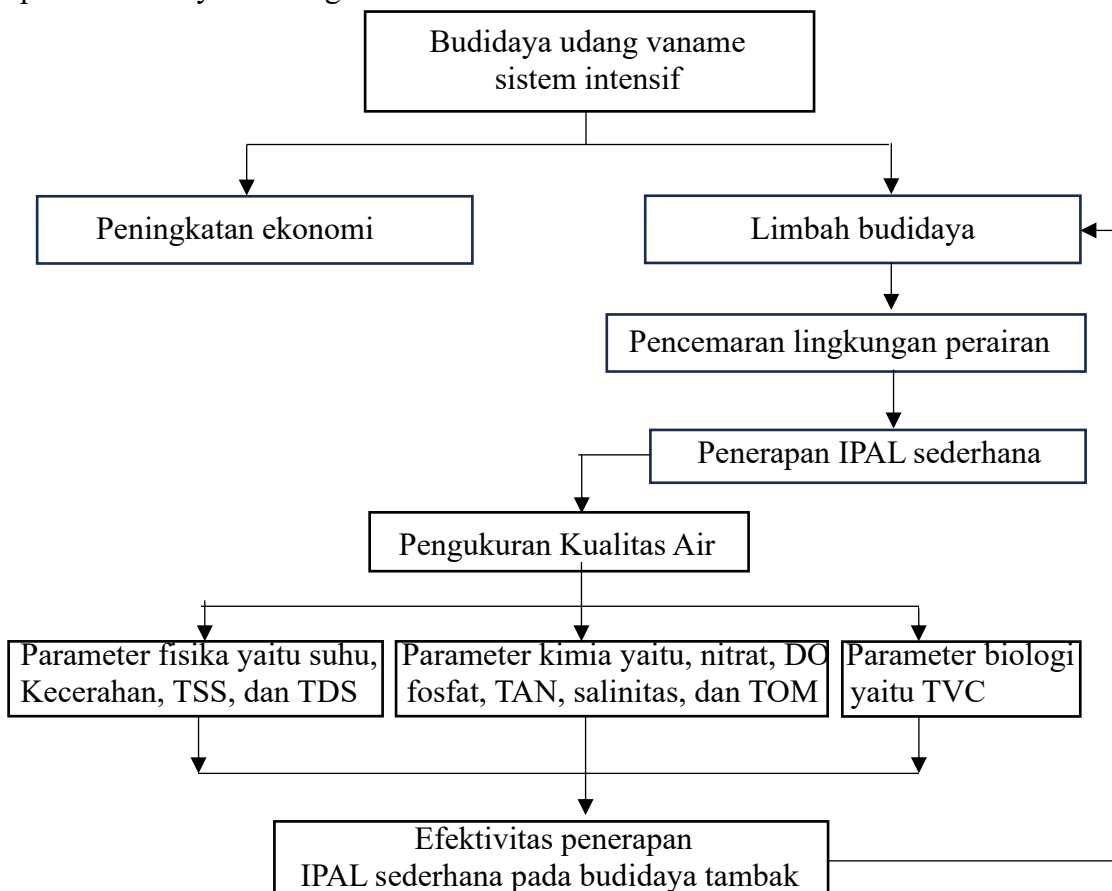 Budidaya udang vaname
sistem intensif
Peningkatan ekonomi
Limbah budidaya
Pencemaran lingkungan perairan
Penerapan IPAL sederhana
Pengukuran Kualitas Air
Parameter fisika yaitu suhu,
Kecerahan, TSS, dan TDS
Parameter kimia yaitu, nitrat, DO
fosfat, TAN, salinitas, dan TOM
Parameter biologi
yaitu TVC
Efektivitas penerapan
IPAL sederhana pada budidaya tambak